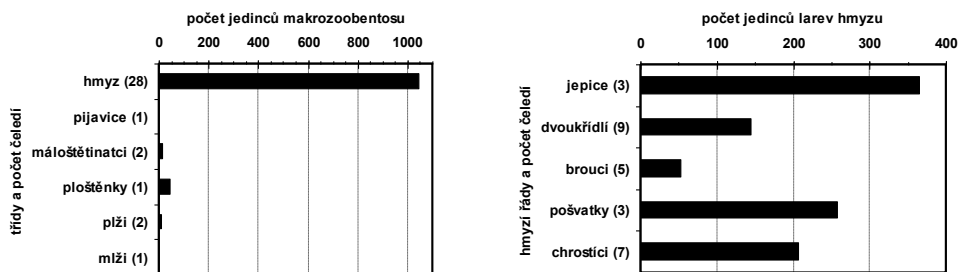 počet jedinců makrozoobentosu
0 200 400 600 800 1000
třídy a počet čeledí
hmyz (28)
pijavice (1)
máloštětinatci (2)
ploštěnky (1)
plži (2)
mlži (1)
počet jedinců larev hmyzu
0 100 200 300 400
hmyzí řády a počet čeledí
jepice (3)
dvoukřídlí (9)
brouci (5)
pošvatky (3)
chrostíci (7)